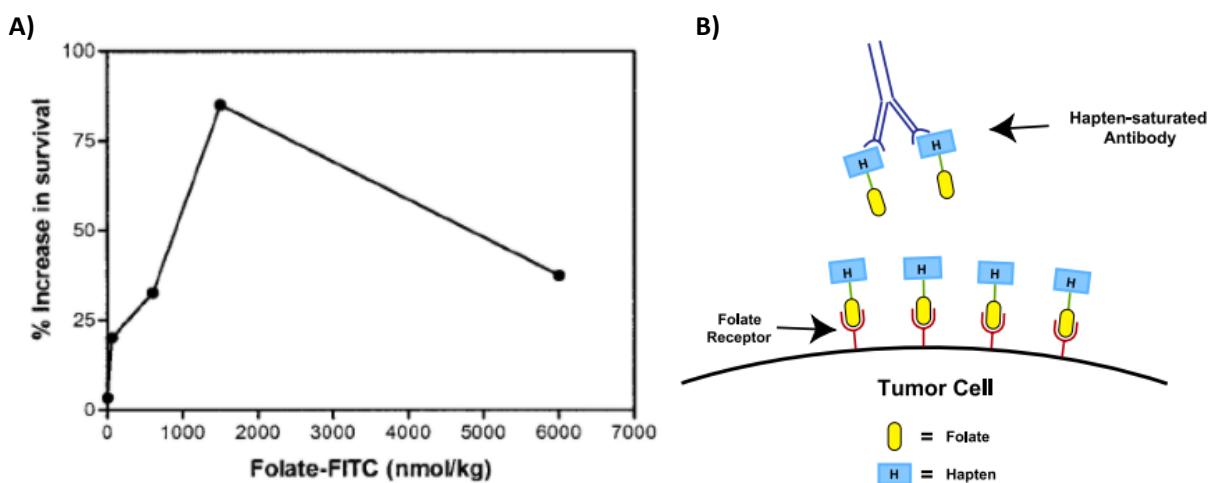 A)
100
75
50
25
0
% Increase in survival
0 1000 2000 3000 4000 5000 6000 7000
Folate-FITC (nmol/kg)
B)
Hapten-saturated
Antibody
H H
H H H H
Folate
Receptor
Tumor Cell
= Folate
H = Hapten